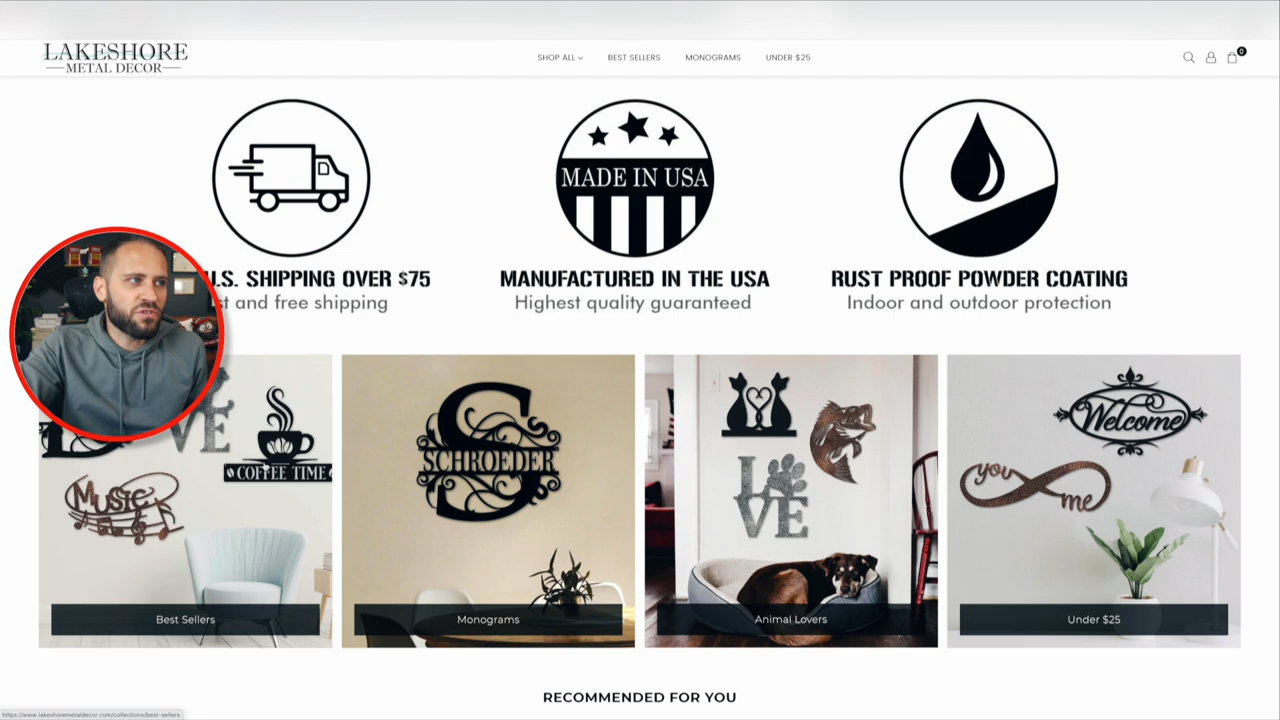 LAKESHORE
METAL DECOR
SHOP ALL
BEST SELLERS
MONOGRAMS
UNDER $25
0
MADE IN USA
U.S. SHIPPING OVER $75
and free shipping
MANUFACTURED IN THE USA
Highest quality guaranteed
RUST PROOF POWDER COATING
Indoor and outdoor protection
COFFEE TIME
MUSIC
S
SCHROEDER
LOVE
Welcome
you
me
Best Sellers
Monograms
Animal Lovers
Under $25
RECOMMENDED FOR YOU
https://www.lakeshoremetaldecor.com/collections/best-sellers